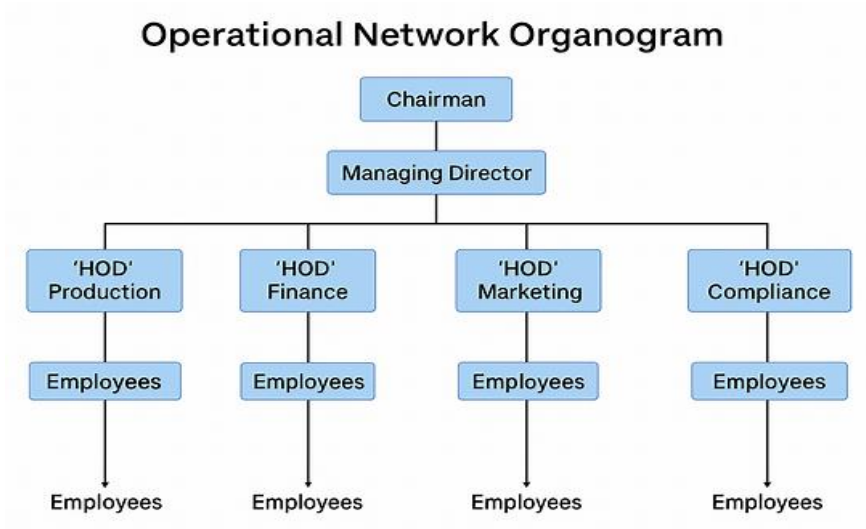 Operational Network Organogram
Chairman
Managing Director
'HOD'
Production
'HOD'
Finance
'HOD'
Marketing
'HOD'
Compliance
Employees
Employees
Employees
Employees
Employees
Employees
Employees
Employees